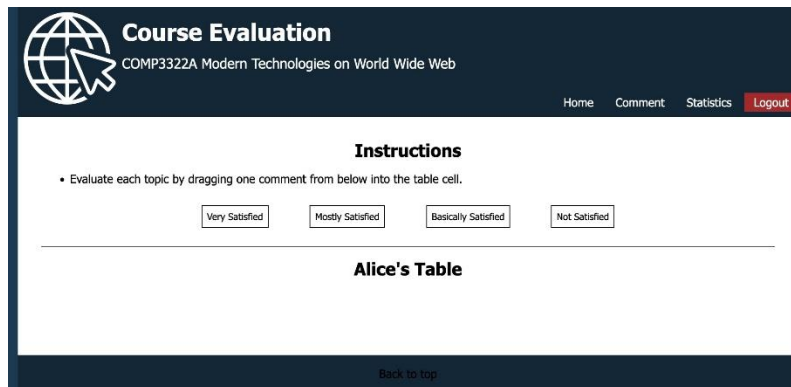 Course Evaluation
COMP3322A Modern Technologies on World Wide Web
Home Comment Statistics Logout
Instructions
• Evaluate each topic by dragging one comment from below into the table cell.
Very Satisfied Mostly Satisfied Basically Satisfied Not Satisfied
Alice's Table
Back to top